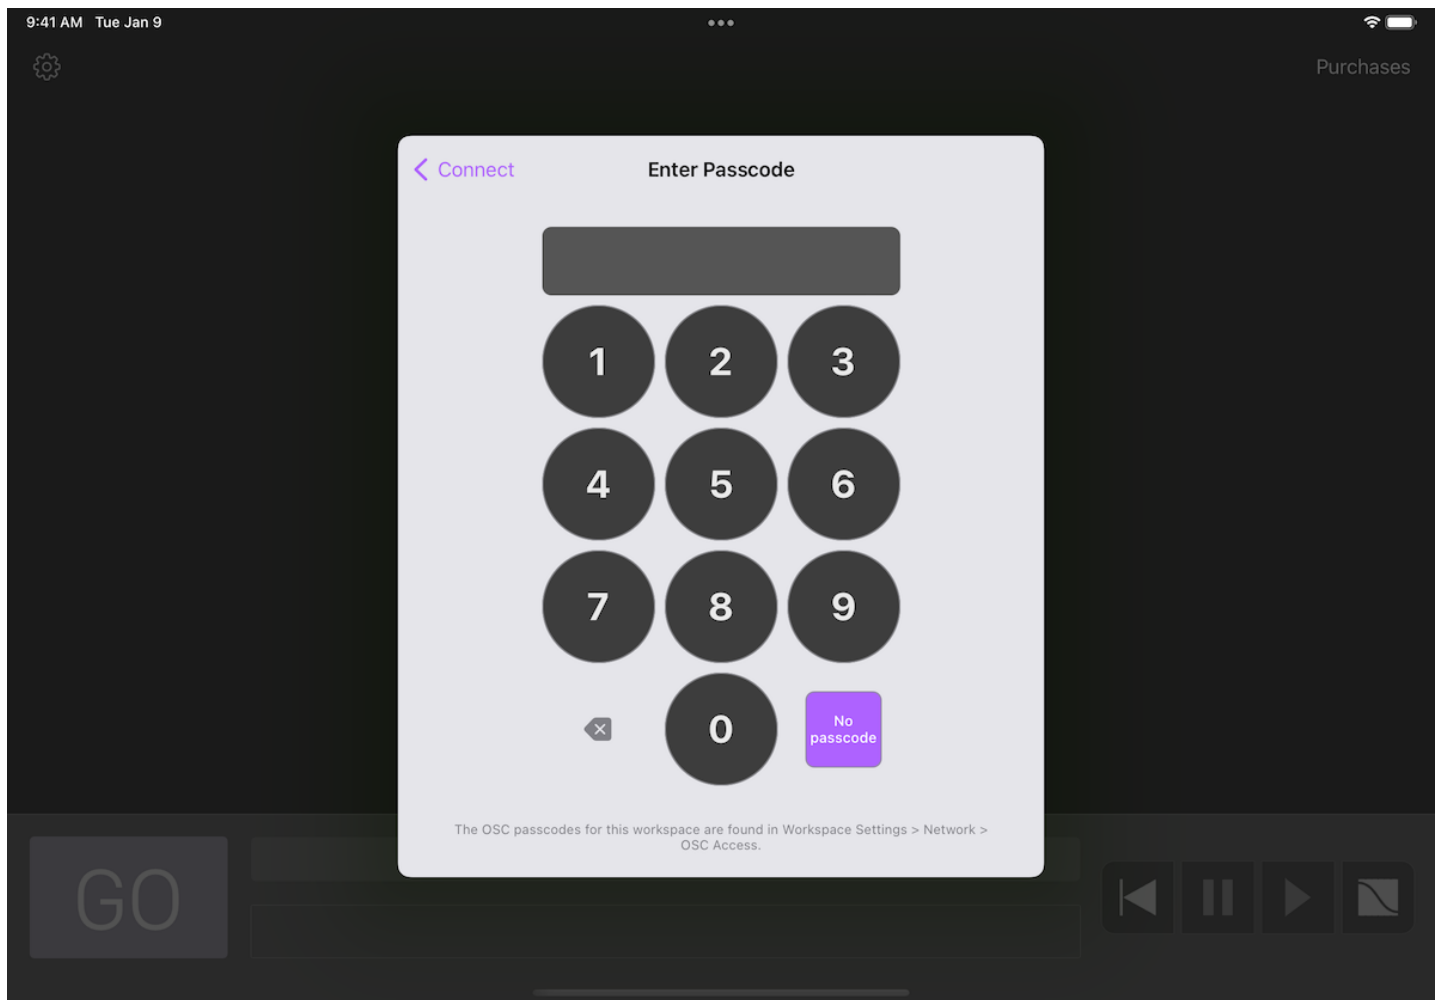 9:41 AM Tue Jan 9
Purchases
Connect
Enter Passcode
1 2 3
4 5 6
7 8 9
0
No
passcode
The OSC passcodes for this workspace are found in Workspace Settings > Network >
OSC Access.
GO